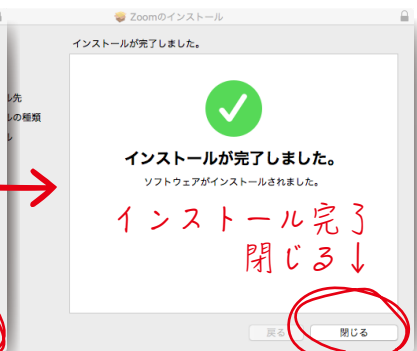 Zoomのインストール
インストールが完了しました。
ル先
ルの種類
ル
インストールが完了しました。
ソフトウェアがインストールされました。
インストール完了
閉じる↓
戻る
閉じる